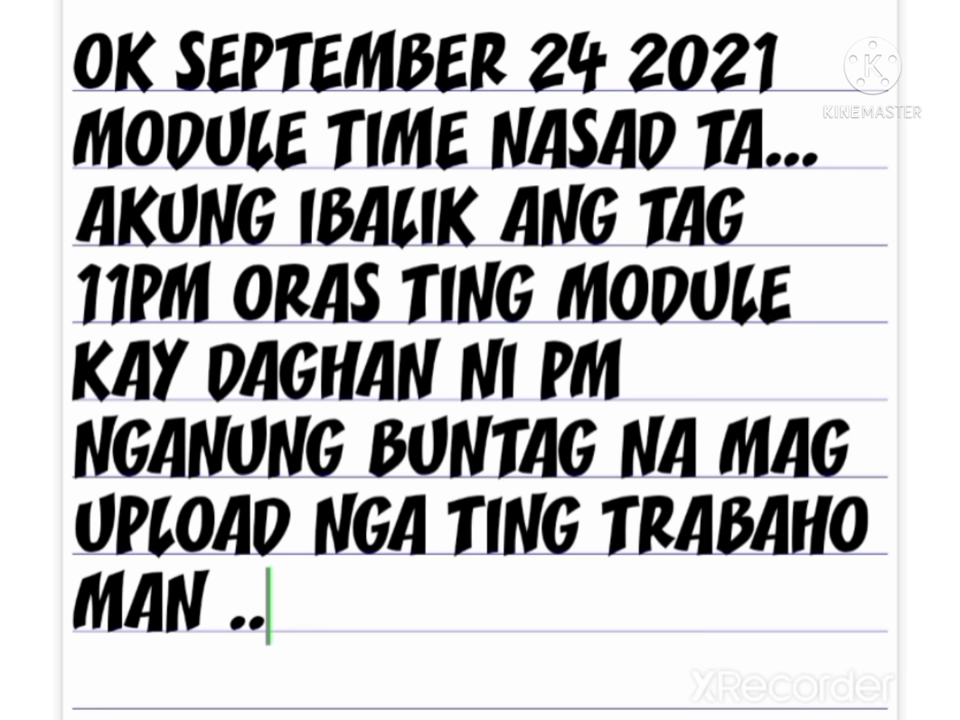 OK SEPTEMBER 24 2021
MODULE TIME NASAD TA...
AKUNG IBALIK ANG TAG
11PM ORAS TING MODULE
KAY DAGHAN NI PM
NGANUNG BUNTAG NA MAG
UPLOAD NGA TING TRABAHO
MAN ..
K
KINEMASTER
XRecorder